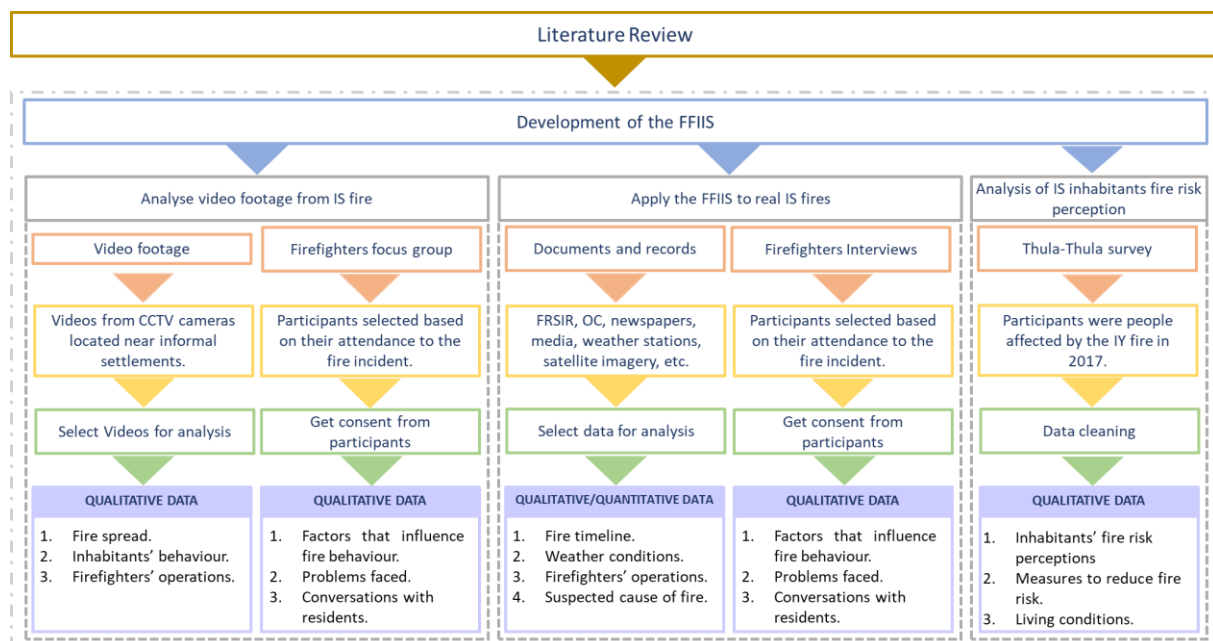 Literature Review
Development of the FFIIS
Analyse video footage from IS fire
Apply the FFIIS to real IS fires
Analysis of IS inhabitants fire risk
perception
Video footage
Firefighters focus group
Documents and records
Firefighters Interviews
Thula-Thula survey
Videos from CCTV cameras
located near informal
settlements.
Participants selected based
on their attendance to the
fire incident.
FRSIR, OC, newspapers,
media, weather stations,
satellite imagery, etc.
Participants selected based
on their attendance to the
fire incident.
Participants were people
affected by the IY fire in
2017.
Select Videos for analysis
Get consent from
participants
Select data for analysis
Get consent from
participants
Data cleaning
QUALITATIVE DATA
1. Fire spread.
2. Inhabitants' behaviour.
3. Firefighters' operations.
QUALITATIVE DATA
1. Factors that influence
fire behaviour.
2. Problems faced.
3. Conversations with
residents.
QUALITATIVE/QUANTITATIVE DATA
1. Fire timeline.
2. Weather conditions.
3. Firefighters' operations.
4. Suspected cause of fire.
QUALITATIVE DATA
1. Factors that influence
fire behaviour.
2. Problems faced.
3. Conversations with
residents.
QUALITATIVE DATA
1. Inhabitants' fire risk
perceptions
2. Measures to reduce fire
risk.
3. Living conditions.